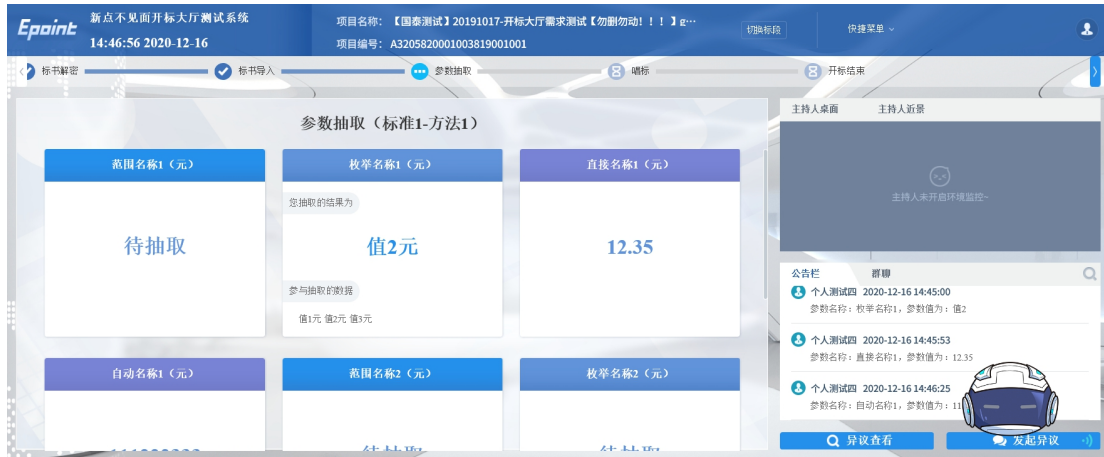 Epoint
新点不见面开标大厅测试系统
14:46:56 2020-12-16
项目名称：【国泰测试】20191017-开标大厅需求测试【勿删勿动！！！】g…
项目编号：A3205820001003819001001
切换标段
快捷菜单
标书解密
标书导入
参数抽取
唱标
开标结束
参数抽取（标准1-方法1）
范围名称1（元）
待抽取
枚举名称1（元）
您抽取的结果为
值2元
参与抽取的数据
值1元 值2元 值3元
直接名称1（元）
12.35
自动名称1（元）
范围名称2（元）
待抽取
枚举名称2（元）
待抽取
主持人桌面
主持人近景
主持人未开启环境监控~
公告栏
群聊
个人测试四 2020-12-16 14:45:00
参数名称：枚举名称1，参数值为：值2
个人测试四 2020-12-16 14:45:53
参数名称：直接名称1，参数值为：12.35
个人测试四 2020-12-16 14:46:25
参数名称：自动名称1，参数值为：11
异议查看
发起异议